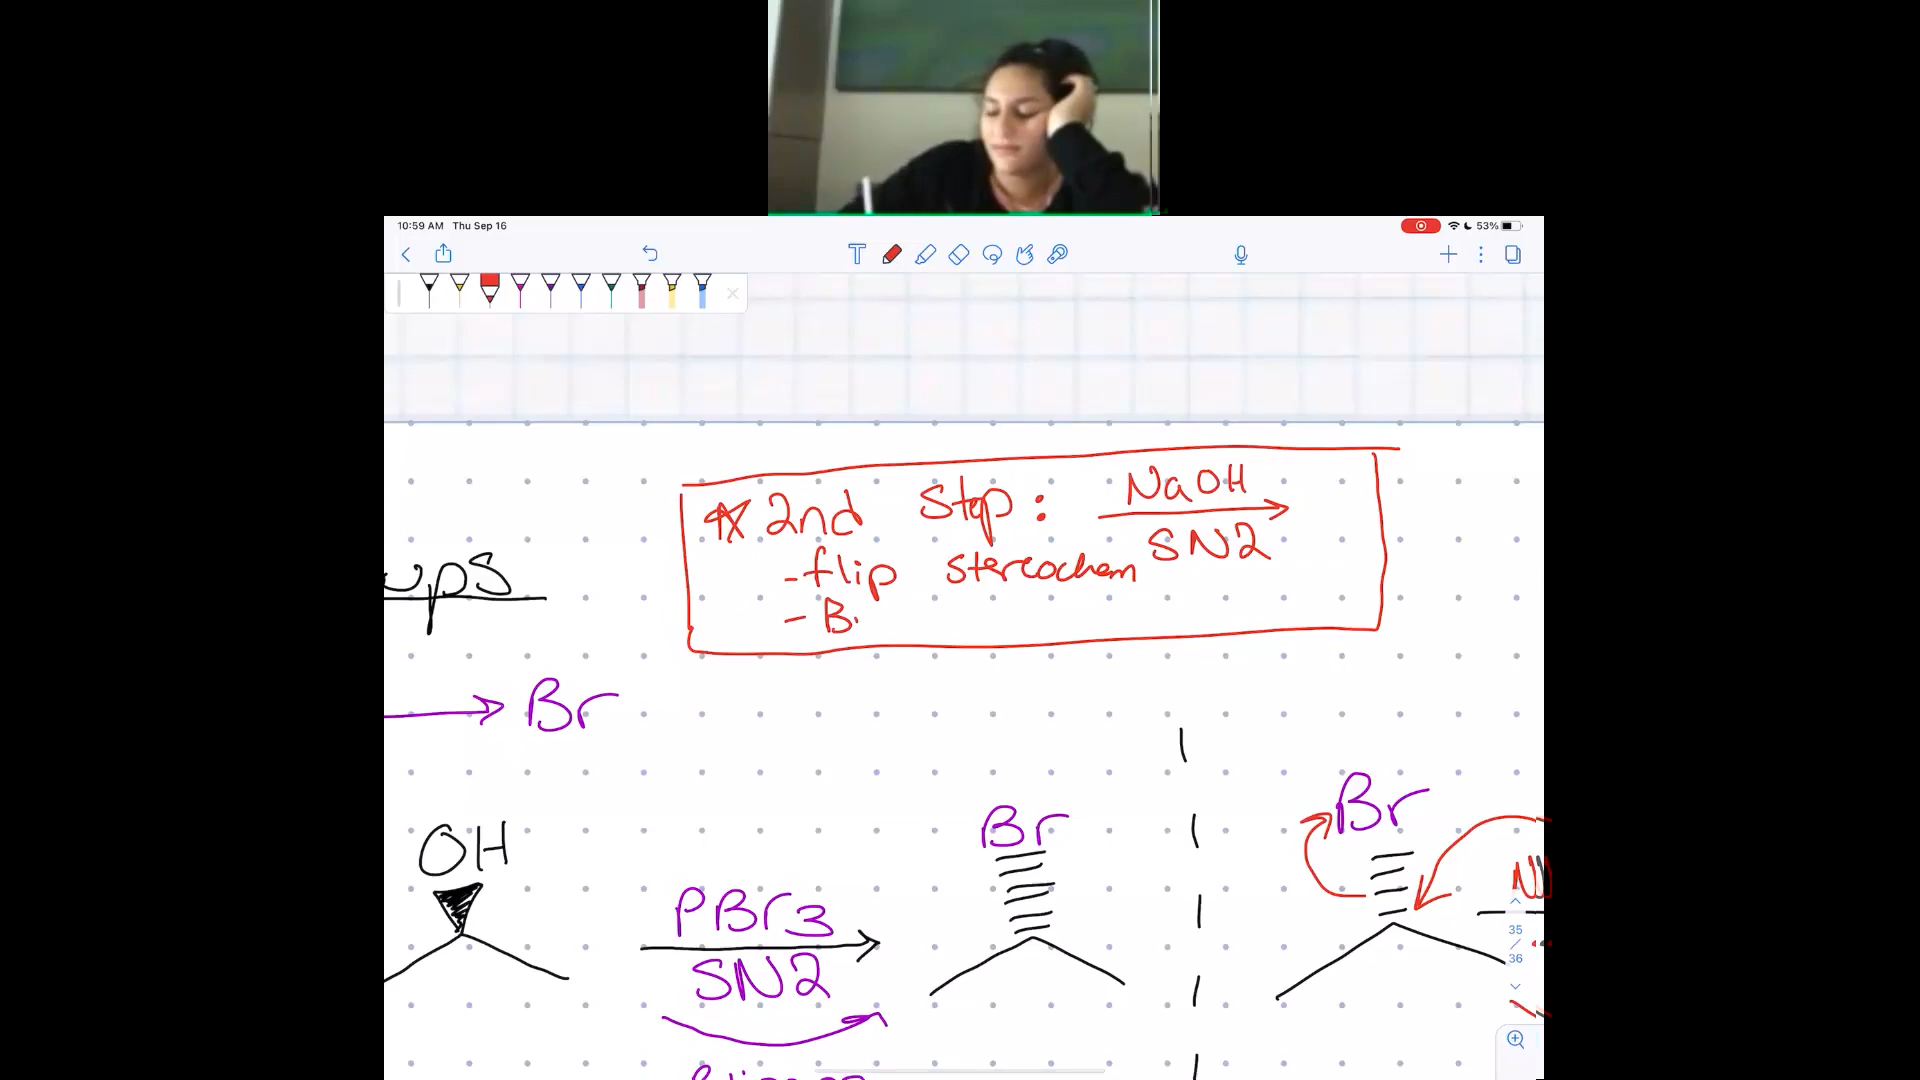 10:59 AM Thu Sep 16
53%
T
☆ 2nd Step: NaOH
SN2
- flip stereochem
- B
ups
Br
Br
Br
OH
PBr3
SN2
35
/
36